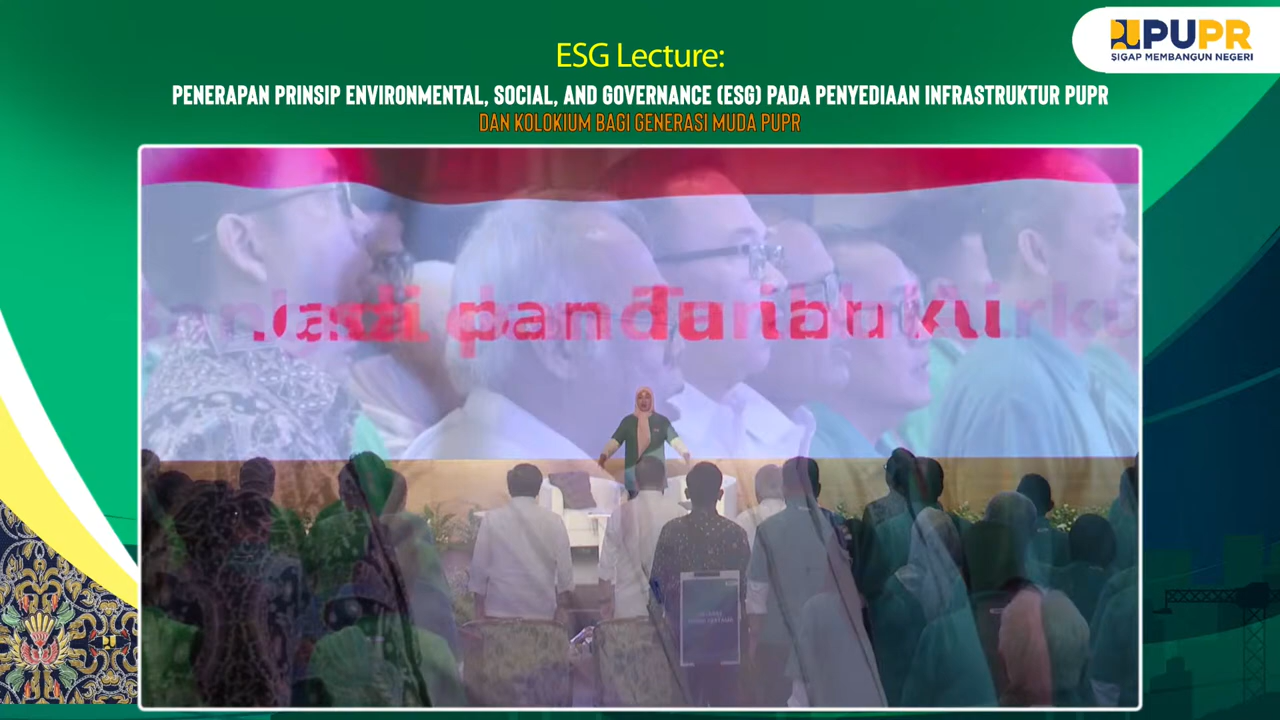 PUPR
SIGAP MEMBANGUN NEGERI
ESG Lecture:
PENERAPAN PRINSIP ENVIRONMENTAL, SOCIAL, AND GOVERNANCE (ESG) PADA PENYEDIAAN INFRASTRUKTUR PUPR
DAN KOLOKIUM BAGI GENERASI MUDA PUPR